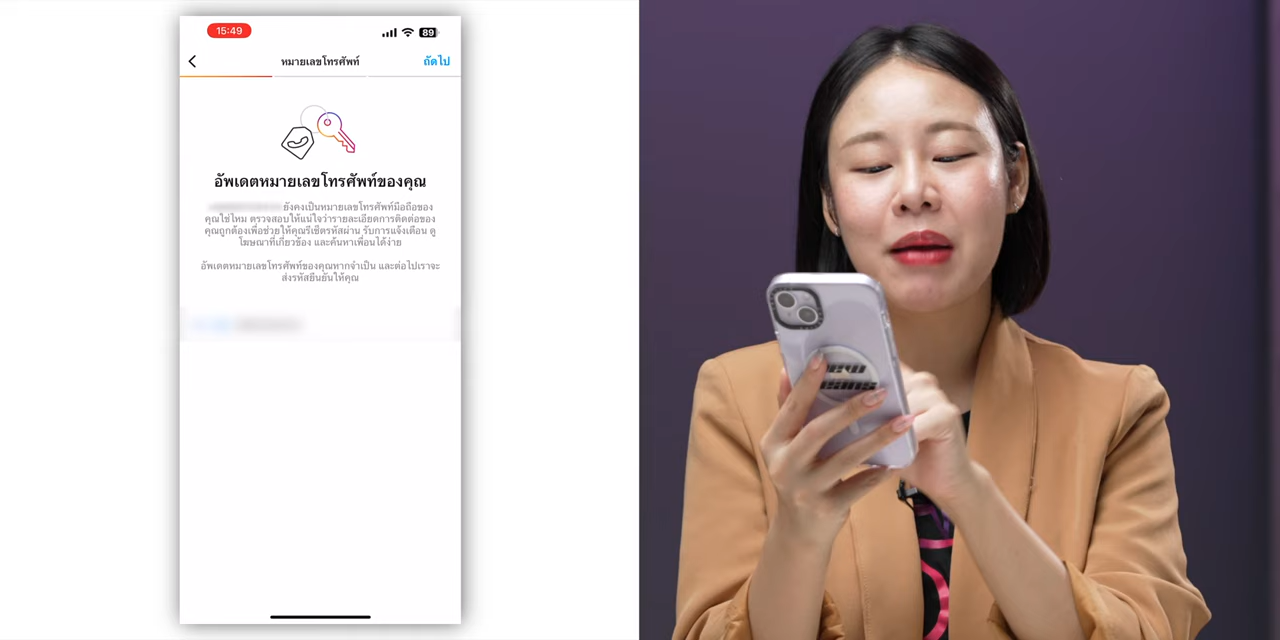 15:49
89
หมายเลขโทรศัพท์
ถัดไป
อัพเดตหมายเลขโทรศัพท์ของคุณ
ยังคงเป็นหมายเลขโทรศัพท์มือถือของ
คุณใช่ไหม ตรวจสอบให้แน่ใจว่ารายละเอียดการติดต่อของ
คุณถูกต้องเพื่อช่วยให้คุณรีเซ็ตรหัสผ่าน รับการแจ้งเตือน ดู
โฆษณาที่เกี่ยวข้อง และค้นหาเพื่อนได้ง่าย
อัพเดตหมายเลขโทรศัพท์ของคุณหากจำเป็น และต่อไปเราจะ
ส่งรหัสยืนยันให้คุณ